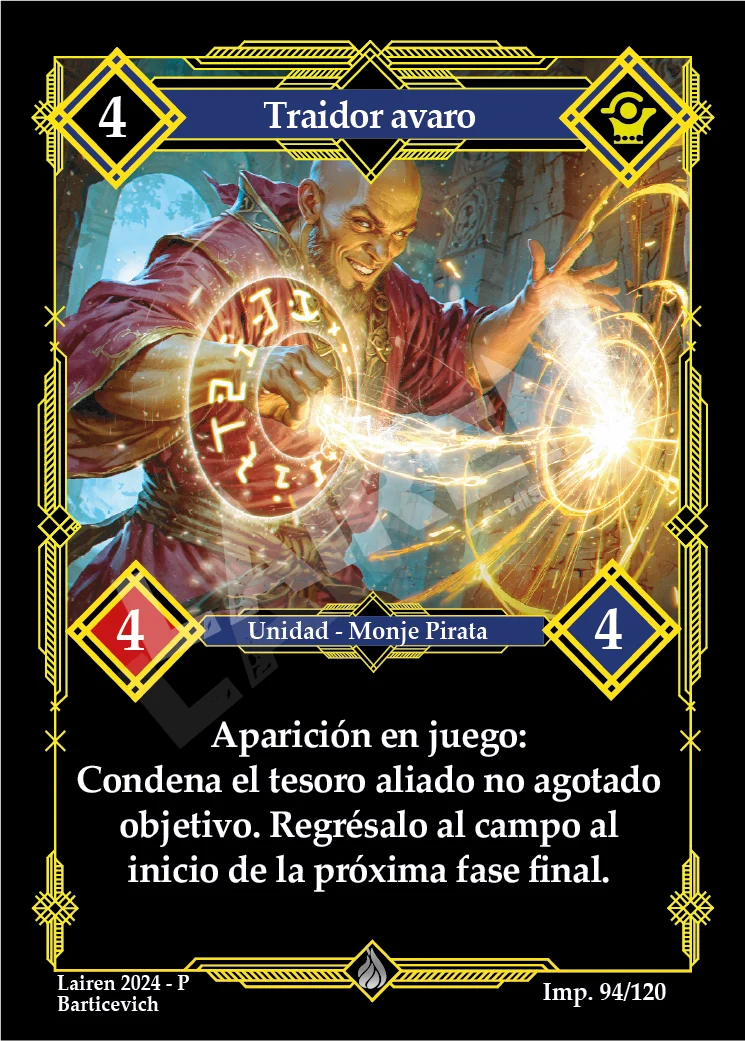 4
Traidor avaro
4
Unidad - Monje Pirata
4
Aparición en juego:
Condena el tesoro aliado no agotado
objetivo. Regrésalo al campo al
inicio de la próxima fase final.
Lairen 2024 - P
Barticevich
Imp. 94/120